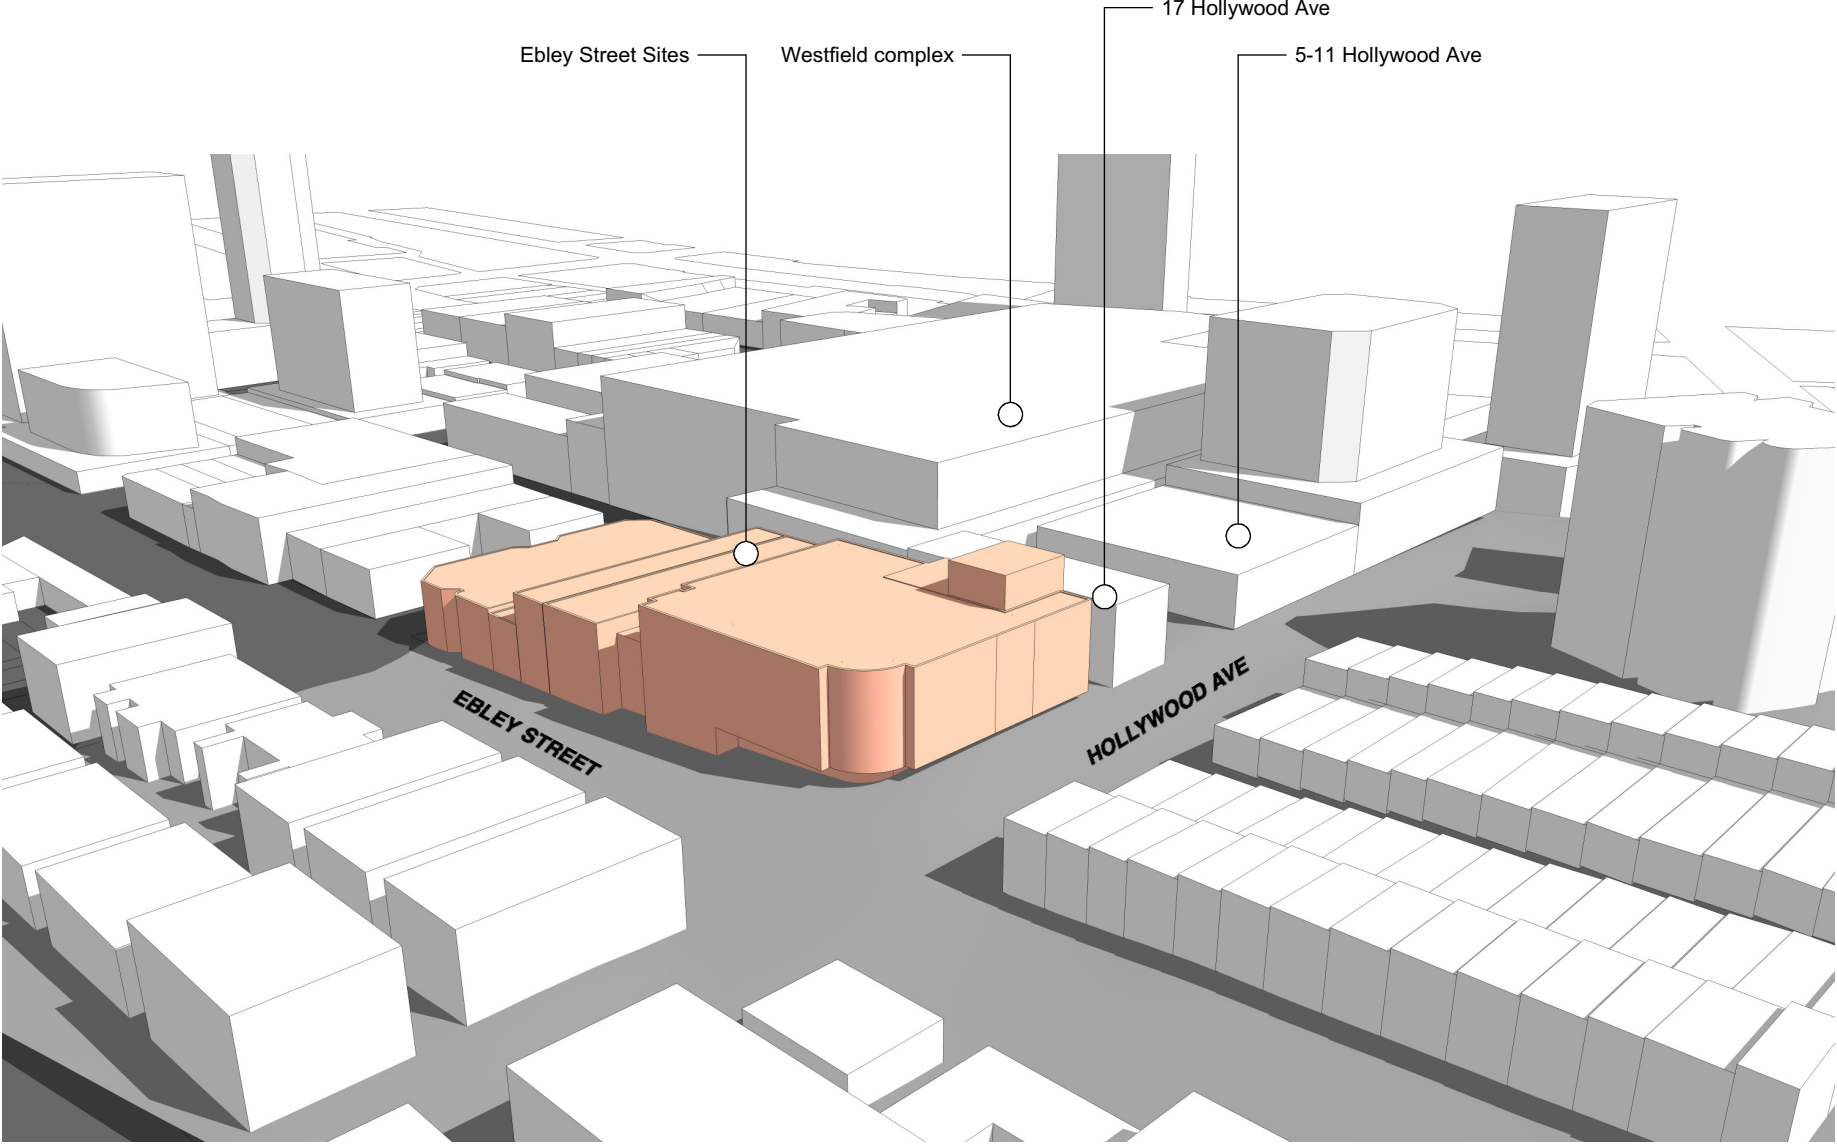 17 Hollywood Ave
Ebley Street Sites
Westfield complex
5-11 Hollywood Ave
EBLEY STREET
HOLLYWOOD AVE